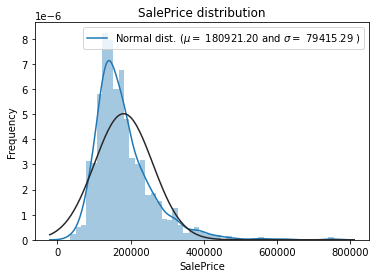 SalePrice distribution
1e−6
Normal dist. (μ = 180921.20 and σ = 79415.29 )
8
7
6
5
4
3
2
1
0
Frequency
0
200000
400000
600000
800000
SalePrice